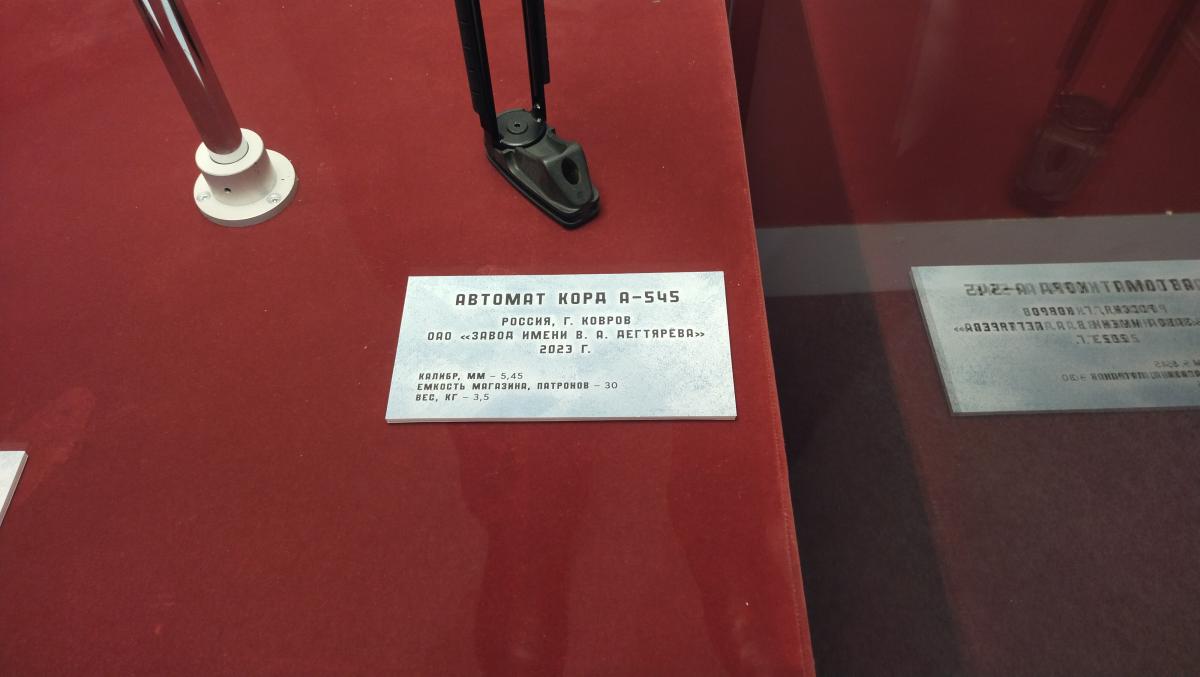 АВТОМАТ КОРД А-545
РОССИЯ, Г. КОВРОВ
ОАО «ЗАВОД ИМЕНИ В. А. ДЕГТЯРЁВА»
2023 Г.
КАЛИБР, ММ – 5,45
ЕМКОСТЬ МАГАЗИНА, ПАТРОНОВ – 30
ВЕС, КГ – 3,5